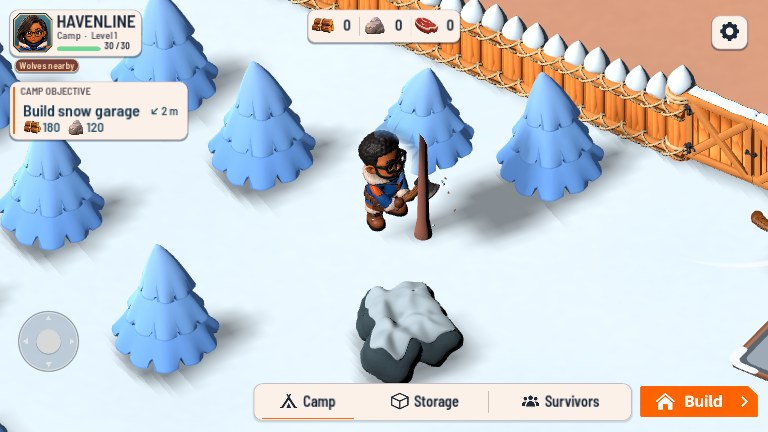 HAVENLINE
Camp · Level 1
30 / 30
Wolves nearby
0 0 0
CAMP OBJECTIVE
Build snow garage ↙ 2 m
180 120
Camp Storage Survivors Build